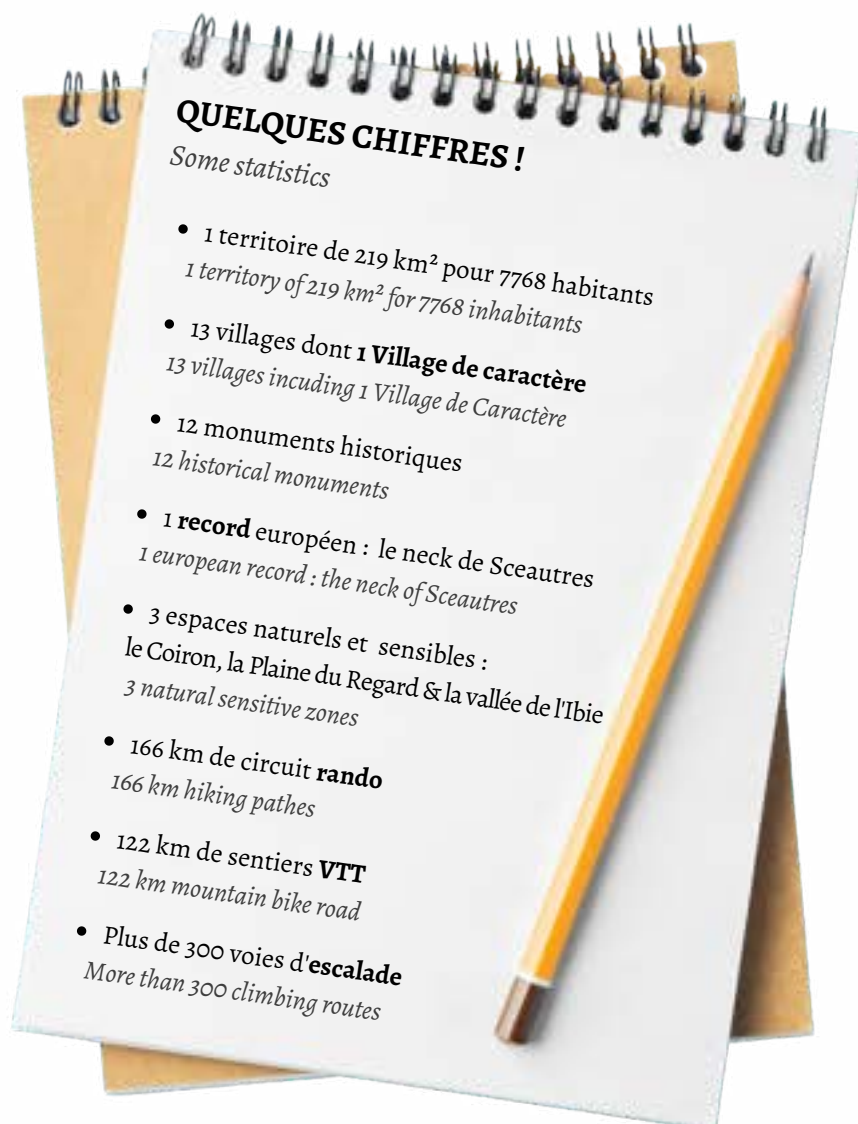 QUELQUES CHIFFRES !
Some statistics
• 1 territoire de 219 km² pour 7768 habitants
1 territory of 219 km² for 7768 inhabitants
• 13 villages dont 1 Village de caractère
13 villages incuding 1 Village de Caractère
• 12 monuments historiques
12 historical monuments
• 1 record européen : le neck de Sceautres
1 european record : the neck of Sceautres
• 3 espaces naturels et sensibles :
le Coiron, la Plaine du Regard & la vallée de l'Ibie
3 natural sensitive zones
• 166 km de circuit rando
166 km hiking pathes
• 122 km de sentiers VTT
122 km mountain bike road
• Plus de 300 voies d'escalade
More than 300 climbing routes